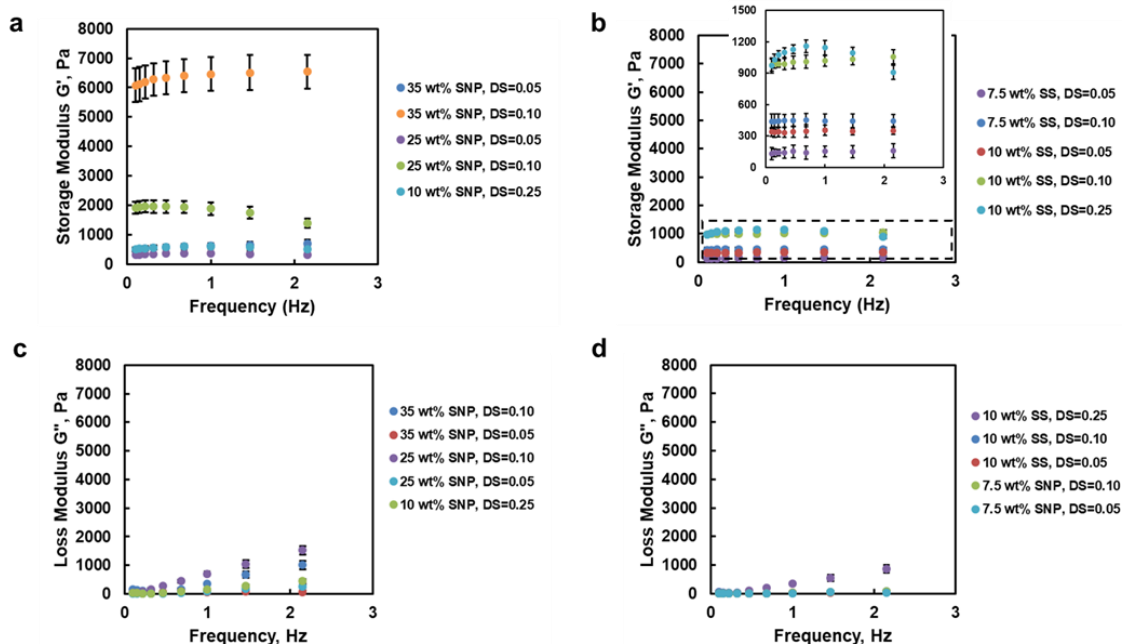 a
8000
7000
6000
5000
4000
3000
2000
1000
0
Storage Modulus G', Pa
0 1 2 3
Frequency (Hz)
35 wt% SNP, DS=0.05
35 wt% SNP, DS=0.10
25 wt% SNP, DS=0.05
25 wt% SNP, DS=0.10
10 wt% SNP, DS=0.25
b
8000
7000
6000
5000
4000
3000
2000
1000
0
Storage Modulus G', Pa
0 1 2 3
Frequency (Hz)
1500
1200
900
600
300
0
0 1 2 3
7.5 wt% SS, DS=0.05
7.5 wt% SS, DS=0.10
10 wt% SS, DS=0.05
10 wt% SS, DS=0.10
10 wt% SS, DS=0.25
c
8000
7000
6000
5000
4000
3000
2000
1000
0
Loss Modulus G", Pa
0 1 2 3
Frequency, Hz
35 wt% SNP, DS=0.10
35 wt% SNP, DS=0.05
25 wt% SNP, DS=0.10
25 wt% SNP, DS=0.05
10 wt% SNP, DS=0.25
d
8000
7000
6000
5000
4000
3000
2000
1000
0
Loss Modulus G", Pa
0 1 2 3
Frequency, Hz
10 wt% SS, DS=0.25
10 wt% SS, DS=0.10
10 wt% SS, DS=0.05
7.5 wt% SNP, DS=0.10
7.5 wt% SNP, DS=0.05